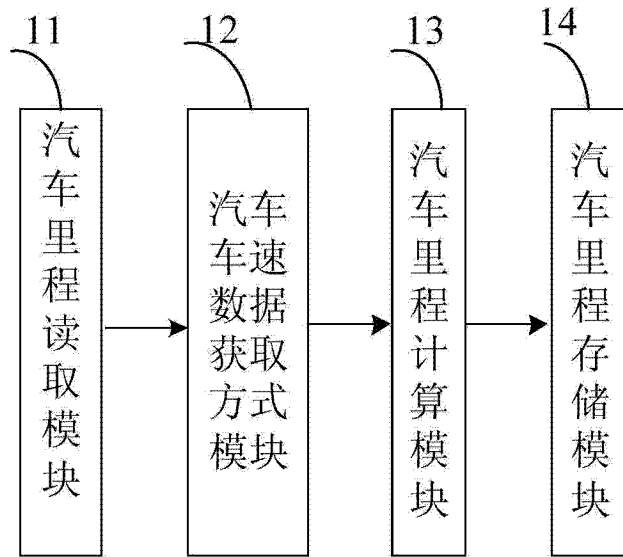 11
汽车里程读取模块
12
汽车
车速
数据
获取
方式
模块
13
汽车里程计算模块
14
汽车里程存储模块